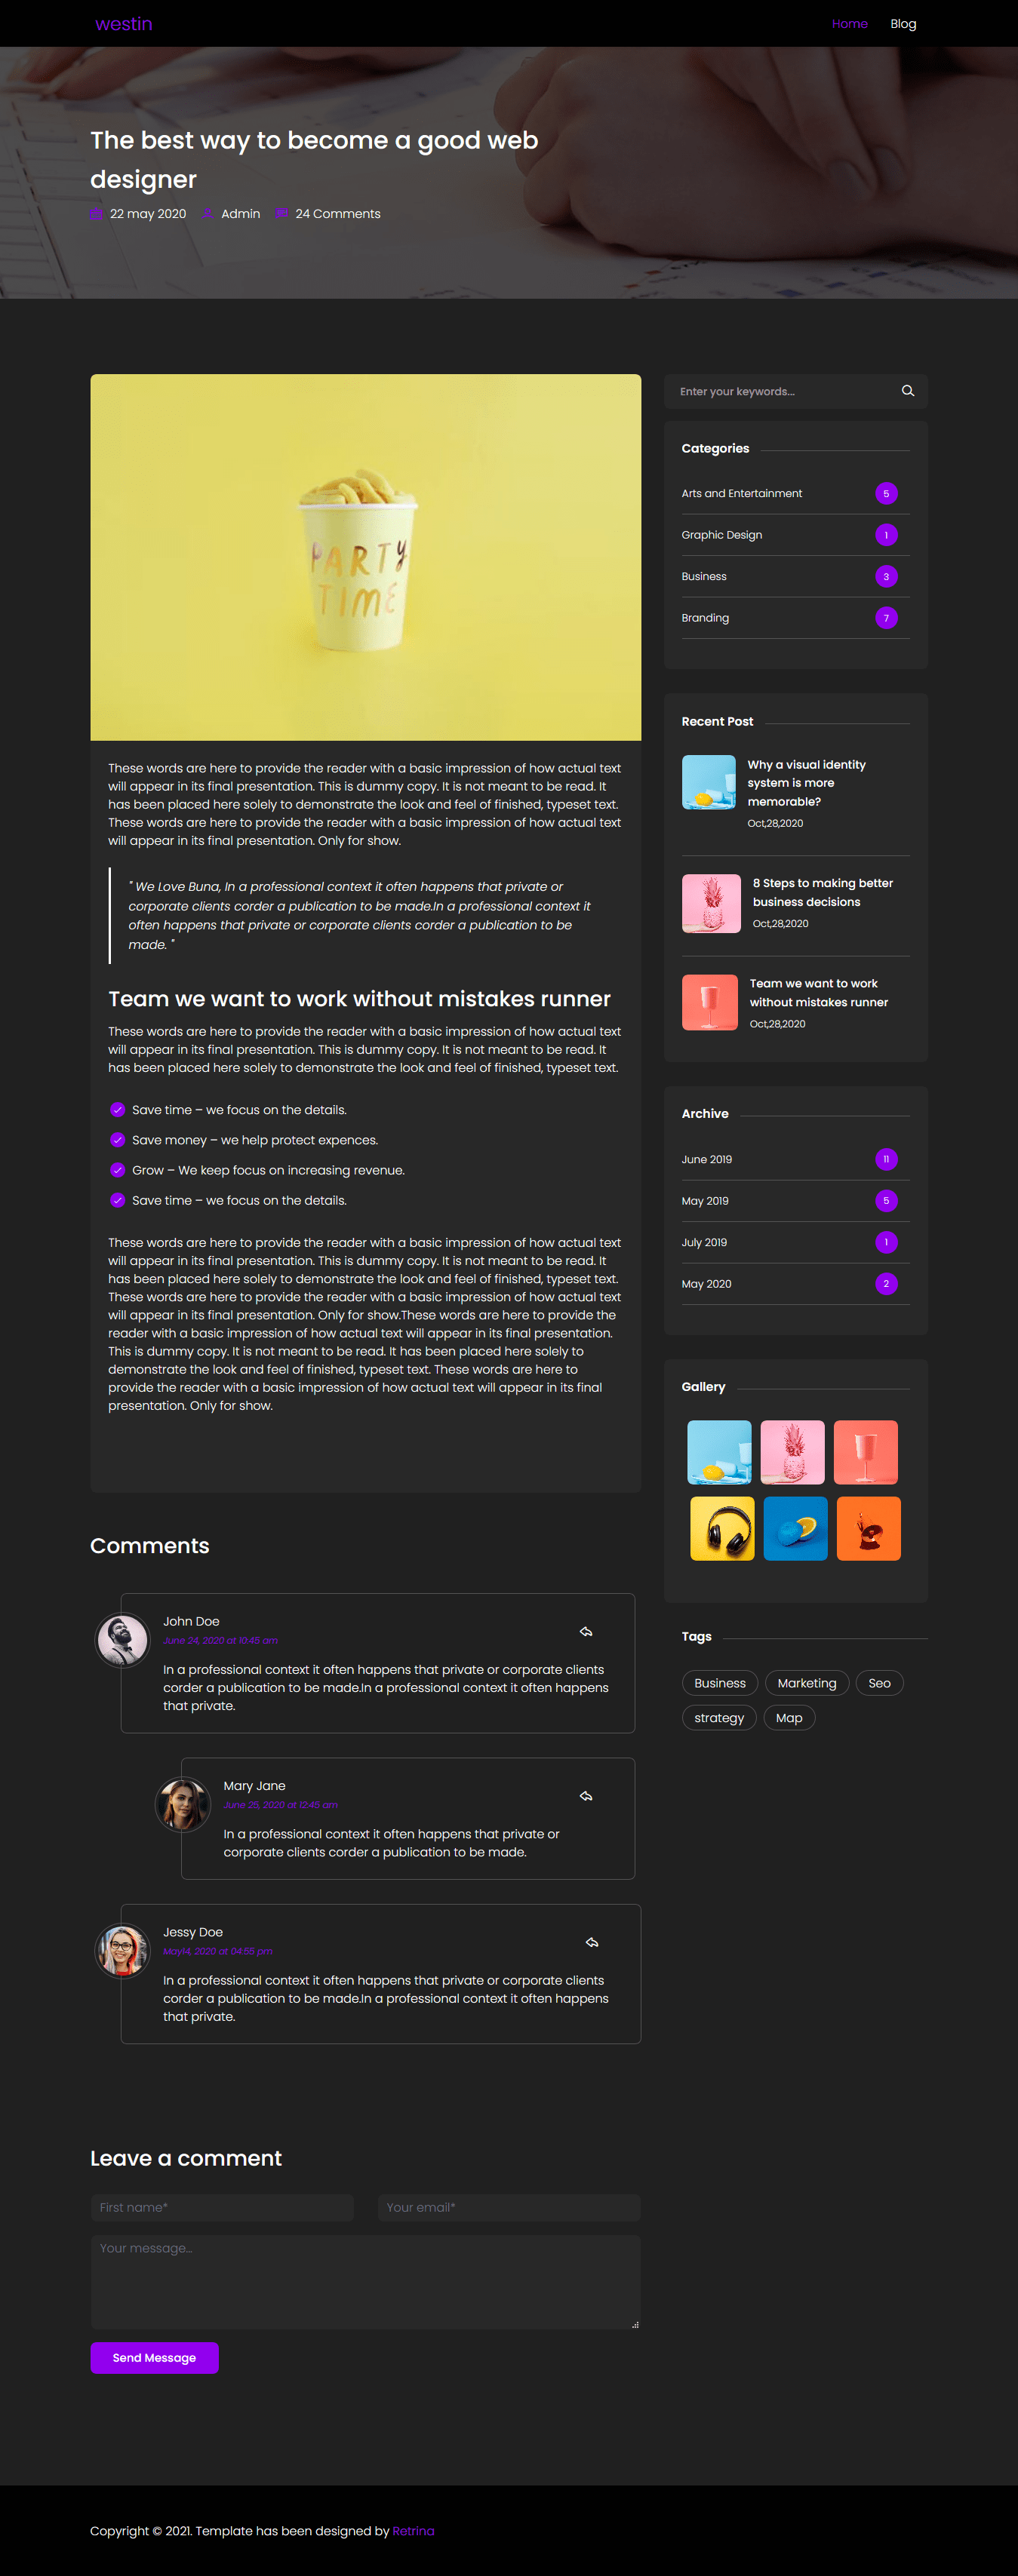 westin
Home
Blog
The best way to become a good web
designer
22 may 2020
Admin
24 Comments
PARTY
TIME
These words are here to provide the reader with a basic impression of how actual text
will appear in its final presentation. This is dummy copy. It is not meant to be read. It
has been placed here solely to demonstrate the look and feel of finished, typeset text.
These words are here to provide the reader with a basic impression of how actual text
will appear in its final presentation. Only for show.
" We Love Buna, In a professional context it often happens that private or
corporate clients corder a publication to be made.In a professional context it
often happens that private or corporate clients corder a publication to be
made. "
Team we want to work without mistakes runner
These words are here to provide the reader with a basic impression of how actual text
will appear in its final presentation. This is dummy copy. It is not meant to be read. It
has been placed here solely to demonstrate the look and feel of finished, typeset text.
Save time – we focus on the details.
Save money – we help protect expences.
Grow – We keep focus on increasing revenue.
Save time – we focus on the details.
These words are here to provide the reader with a basic impression of how actual text
will appear in its final presentation. This is dummy copy. It is not meant to be read. It
has been placed here solely to demonstrate the look and feel of finished, typeset text.
These words are here to provide the reader with a basic impression of how actual text
will appear in its final presentation. Only for show.These words are here to provide the
reader with a basic impression of how actual text will appear in its final presentation.
This is dummy copy. It is not meant to be read. It has been placed here solely to
demonstrate the look and feel of finished, typeset text. These words are here to
provide the reader with a basic impression of how actual text will appear in its final
presentation. Only for show.
Comments
John Doe
June 24, 2020 at 10:45 am
In a professional context it often happens that private or corporate clients
corder a publication to be made.In a professional context it often happens
that private.
Mary Jane
June 25, 2020 at 12:45 am
In a professional context it often happens that private or
corporate clients corder a publication to be made.
Jessy Doe
May14, 2020 at 04:55 pm
In a professional context it often happens that private or corporate clients
corder a publication to be made.In a professional context it often happens
that private.
Leave a comment
First name*
Your email*
Your message...
Send Message
Enter your keywords...
Categories
Arts and Entertainment 5
Graphic Design 1
Business 3
Branding 7
Recent Post
Why a visual identity
system is more
memorable?
Oct,28,2020
8 Steps to making better
business decisions
Oct,28,2020
Team we want to work
without mistakes runner
Oct,28,2020
Archive
June 2019 11
May 2019 5
July 2019 1
May 2020 2
Gallery
Tags
Business Marketing Seo
strategy Map
Copyright © 2021. Template has been designed by Retrina